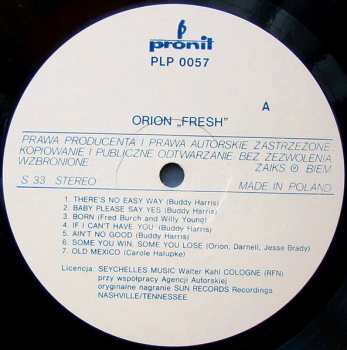 pronit
PLP 0057
A
ORION „FRESH”
PRAWA PRODUCENTA I PRAWA AUTORSKIE ZASTRZEŻONE
KOPIOWANIE I PUBLICZNE ODTWARZANIE BEZ ZEZWOLENIA
WZBRONIONE
ZAIKS BIEM
S 33 STEREO
MADE IN POLAND
1. THERE'S NO EASY WAY (Buddy Harris)
2. BABY PLEASE SAY YES (Buddy Harris)
3. BORN (Fred Burch and Willy Young)
4. IF I CAN'T HAVE YOU (Buddy Harris)
5. AIN'T NO GOOD (Buddy Harris)
6. SOME YOU WIN, SOME YOU LOSE (Orion, Darnell, Jesse Brady)
7. OLD MEXICO (Carole Halupke)
Licencja: SEYCHELLES MUSIC Walter Kahl COLOGNE (RFN)
przy współpracy Agencji Autorskiej
oryginalne nagranie SUN RECORDS Recordings
NASHVILLE/TENNESSEE